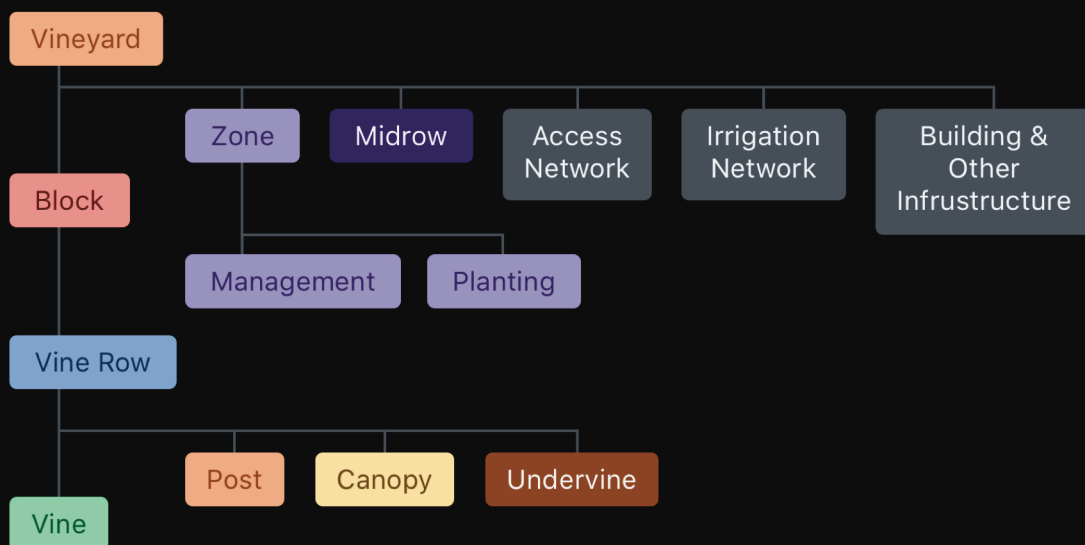 Vineyard
Zone
Midrow
Access
Network
Irrigation
Network
Building &
Other
Infrustructure
Block
Management
Planting
Vine Row
Post
Canopy
Undervine
Vine